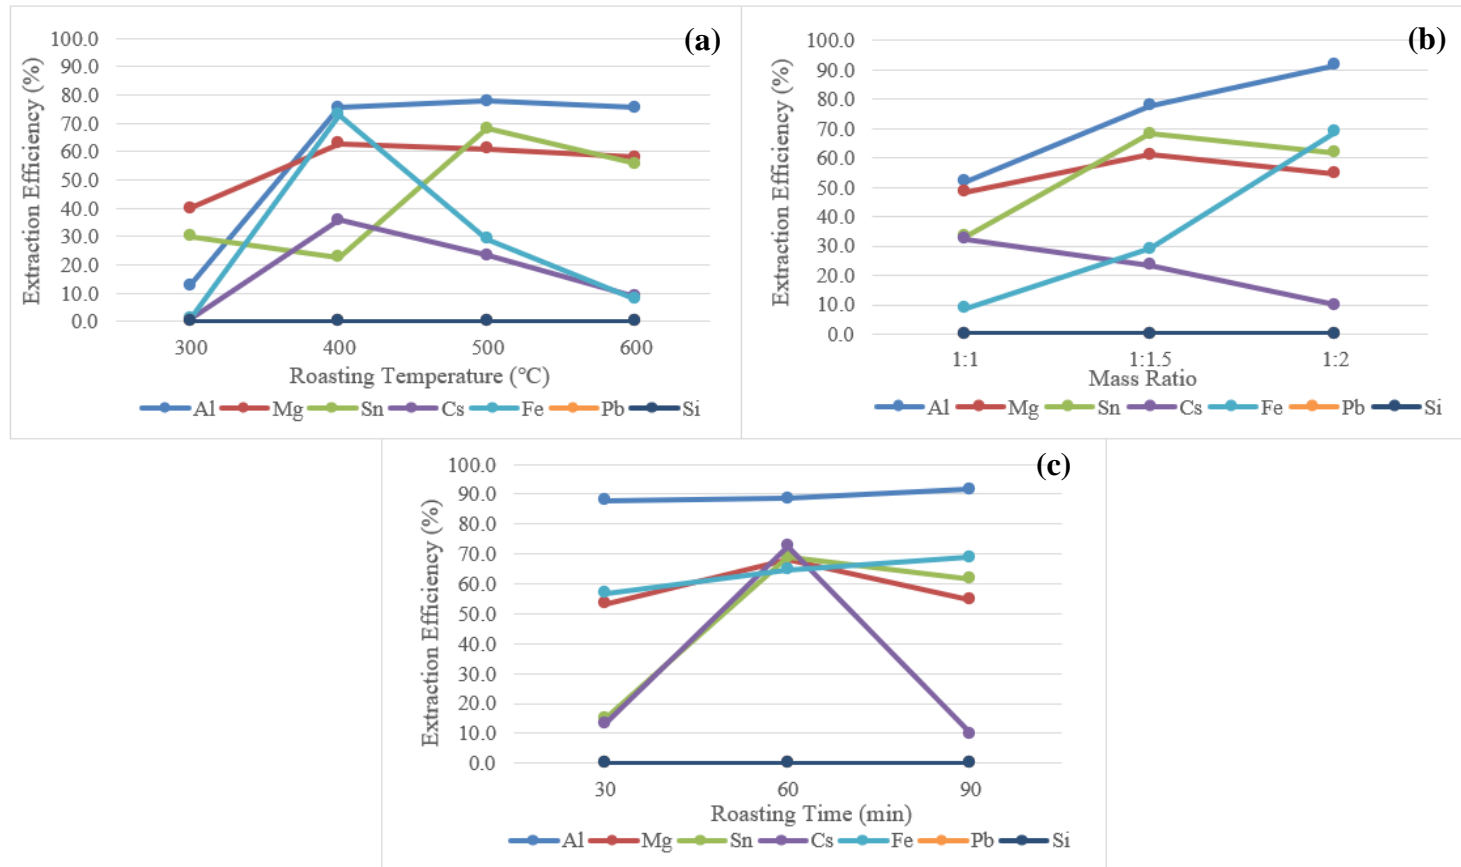 (a)
Extraction Efficiency (%)
100.0
90.0
80.0
70.0
60.0
50.0
40.0
30.0
20.0
10.0
0.0
300 400 500 600
Roasting Temperature (°C)
Al Mg Sn Cs Fe Pb Si
(b)
Extraction Efficiency (%)
100.0
90.0
80.0
70.0
60.0
50.0
40.0
30.0
20.0
10.0
0.0
1:1 1:1.5 1:2
Mass Ratio
Al Mg Sn Cs Fe Pb Si
(c)
Extraction Efficiency (%)
100.0
90.0
80.0
70.0
60.0
50.0
40.0
30.0
20.0
10.0
0.0
30 60 90
Roasting Time (min)
Al Mg Sn Cs Fe Pb Si